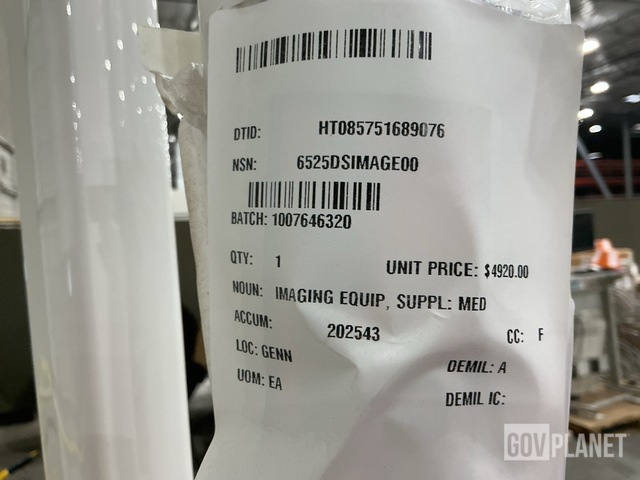 DTID: HT085751689076
NSN: 6525DSIMAGE00
BATCH: 1007646320
QTY: 1 UNIT PRICE: $4920.00
NOUN: IMAGING EQUIP, SUPPL: MED
ACCUM: 202543 CC: F
LOC: GENN DEMIL: A
UOM: EA DEMIL IC:
GOVPLANET